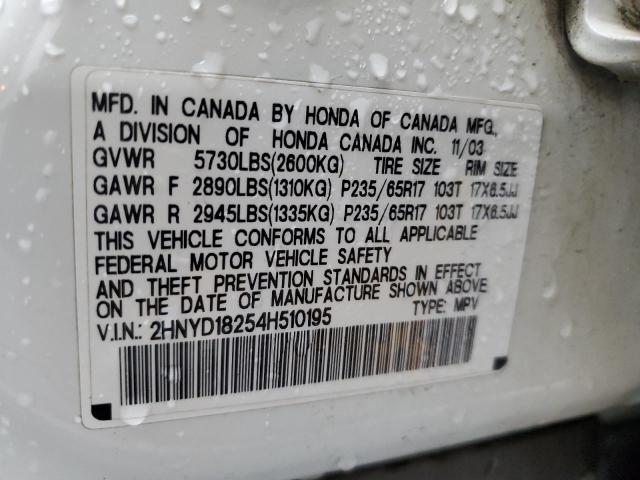 MFD. IN CANADA BY HONDA OF CANADA MFG.,
A DIVISION OF HONDA CANADA INC. 11/03
GVWR 5730LBS(2600KG) TIRE SIZE RIM SIZE
GAWR F 2890LBS(1310KG) P235/65R17 103T 17X6.5JJ
GAWR R 2945LBS(1335KG) P235/65R17 103T 17X6.5JJ
THIS VEHICLE CONFORMS TO ALL APPLICABLE
FEDERAL MOTOR VEHICLE SAFETY
AND THEFT PREVENTION STANDARDS IN EFFECT
ON THE DATE OF MANUFACTURE SHOWN ABOVE
V.I.N.: 2HNYD18254H510195 TYPE: MPV